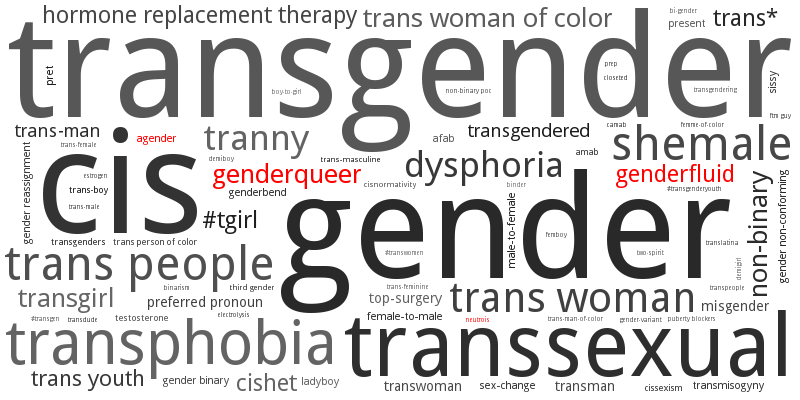 hormone replacement therapy
trans woman of color
bi-gender
present
trans*
transgender
pret
boy-to-girl
non-binary poc
prep
closeted
transgendering
sissy
ftm guy
trans-man
agender
tranny
afab
transgendered
camab
femme-of-color
shemale
trans-female
cis
demiboy
trans-masculine
dysphoria
amab
gender reassignment
estrogen
genderqueer
cisnormativity
genderfluid
trans-boy
genderbend
binder
#transgenderyouth
trans-male
#tgirl
gender
male-to-female
non-binary
gender non-conforming
transgenders
trans person of color
femboy
translatina
trans people
#transwomen
two-spirit
demigirl
transgirl
binarism
third gender
trans-feminine
transpeople
preferred pronoun
top-surgery
trans woman
misgender
#transgen
transdude
testosterone
electrolysis
female-to-male
neutrois
trans-man-of-color
gender-variant
puberty blockers
transphobia
transsexual
trans youth
gender binary
cishet
ladyboy
transwoman
sex-change
transman
cissexism
transmisogyny